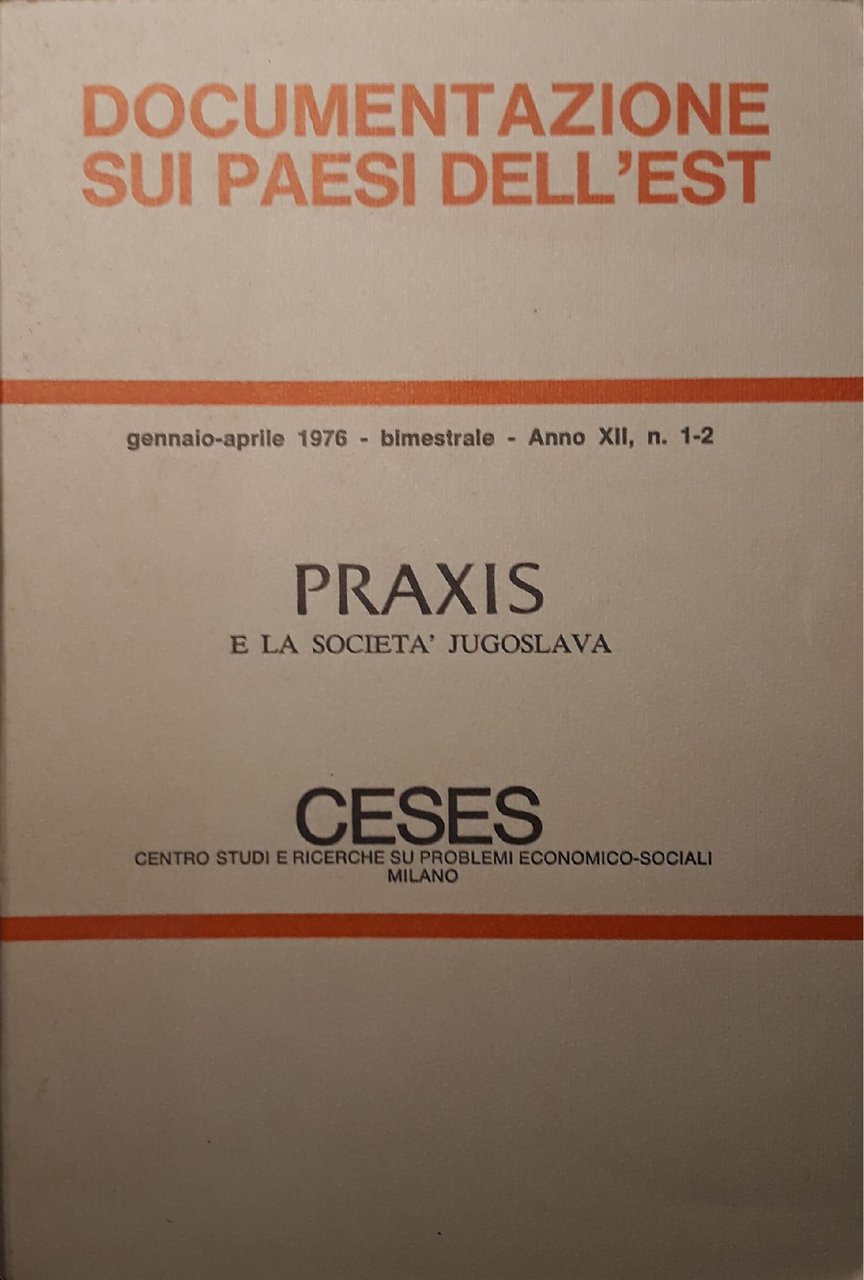 DOCUMENTAZIONE
SUI PAESI DELL'EST
gennaio-aprile 1976 - bimestrale - Anno XII, n. 1-2
PRAXIS
E LA SOCIETA' JUGOSLAVA
CESES
CENTRO STUDI E RICERCHE SU PROBLEMI ECONOMICO-SOCIALI
MILANO